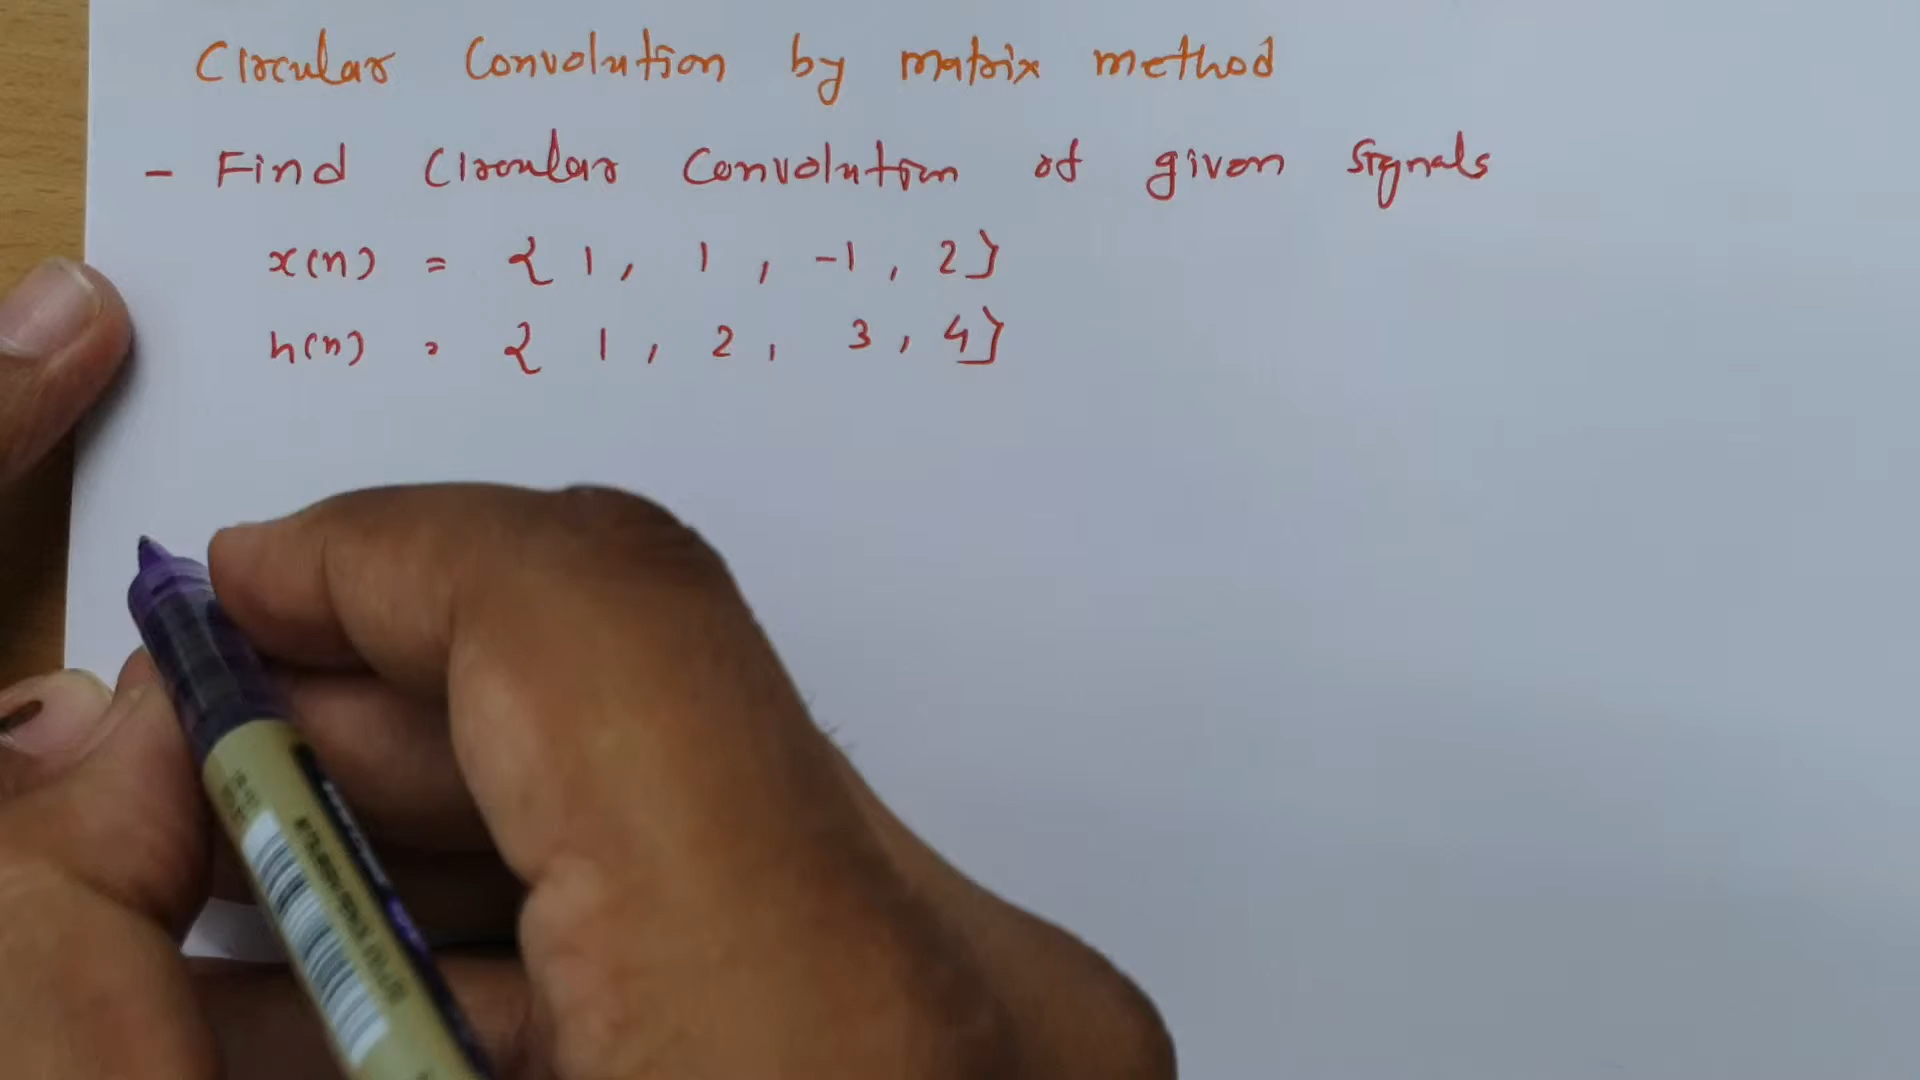 Circular Convolution by matrix method
- Find Circular Convolution of given signals
x(n) = { 1, 1, -1, 2}
h(n) = { 1, 2, 3, 4}